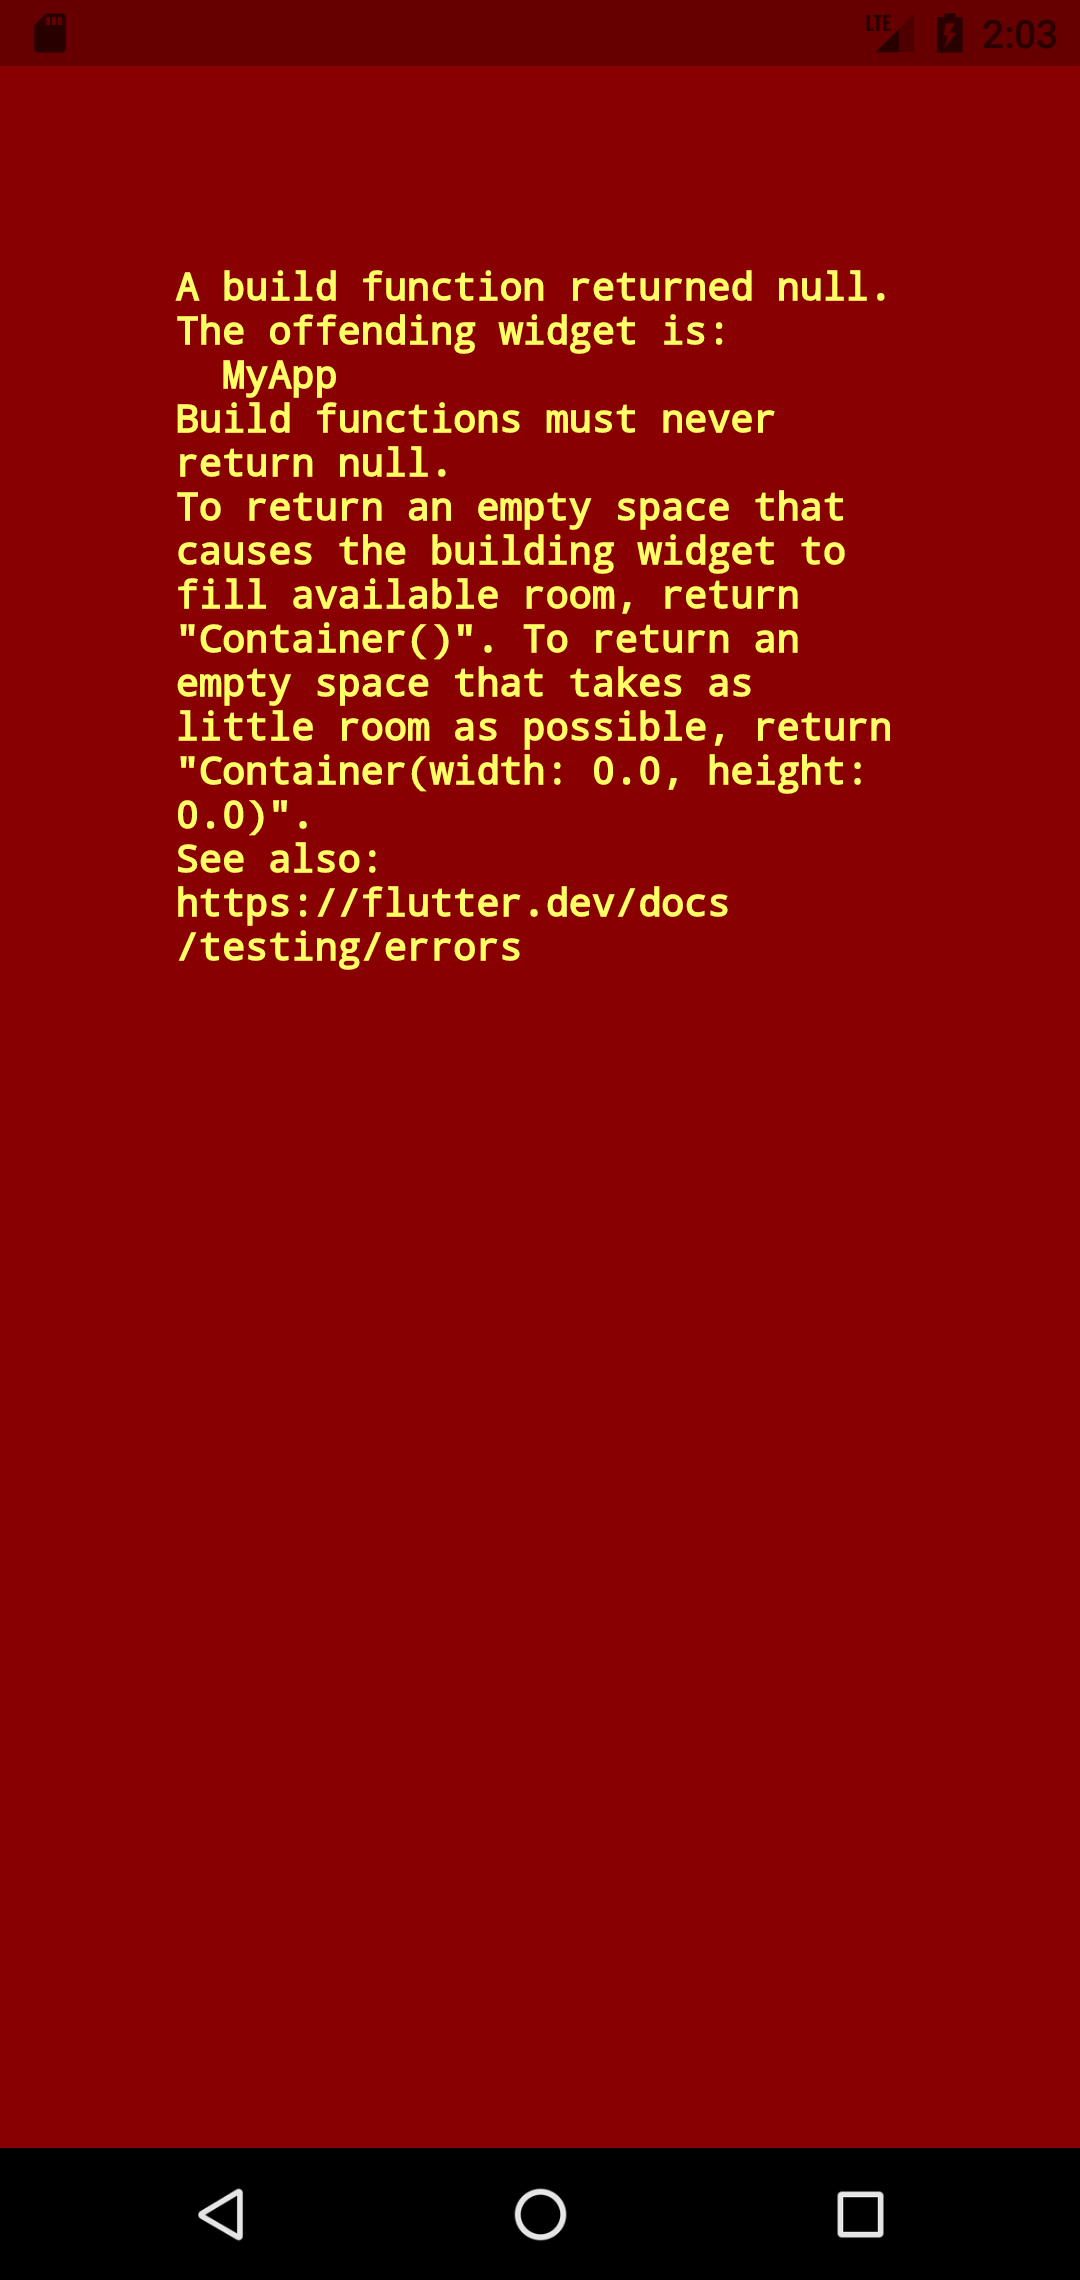 LTE 2:03
A build function returned null.
The offending widget is:
  MyApp
Build functions must never
return null.
To return an empty space that
causes the building widget to
fill available room, return
"Container()". To return an
empty space that takes as
little room as possible, return
"Container(width: 0.0, height:
0.0)".
See also:
https://flutter.dev/docs
/testing/errors